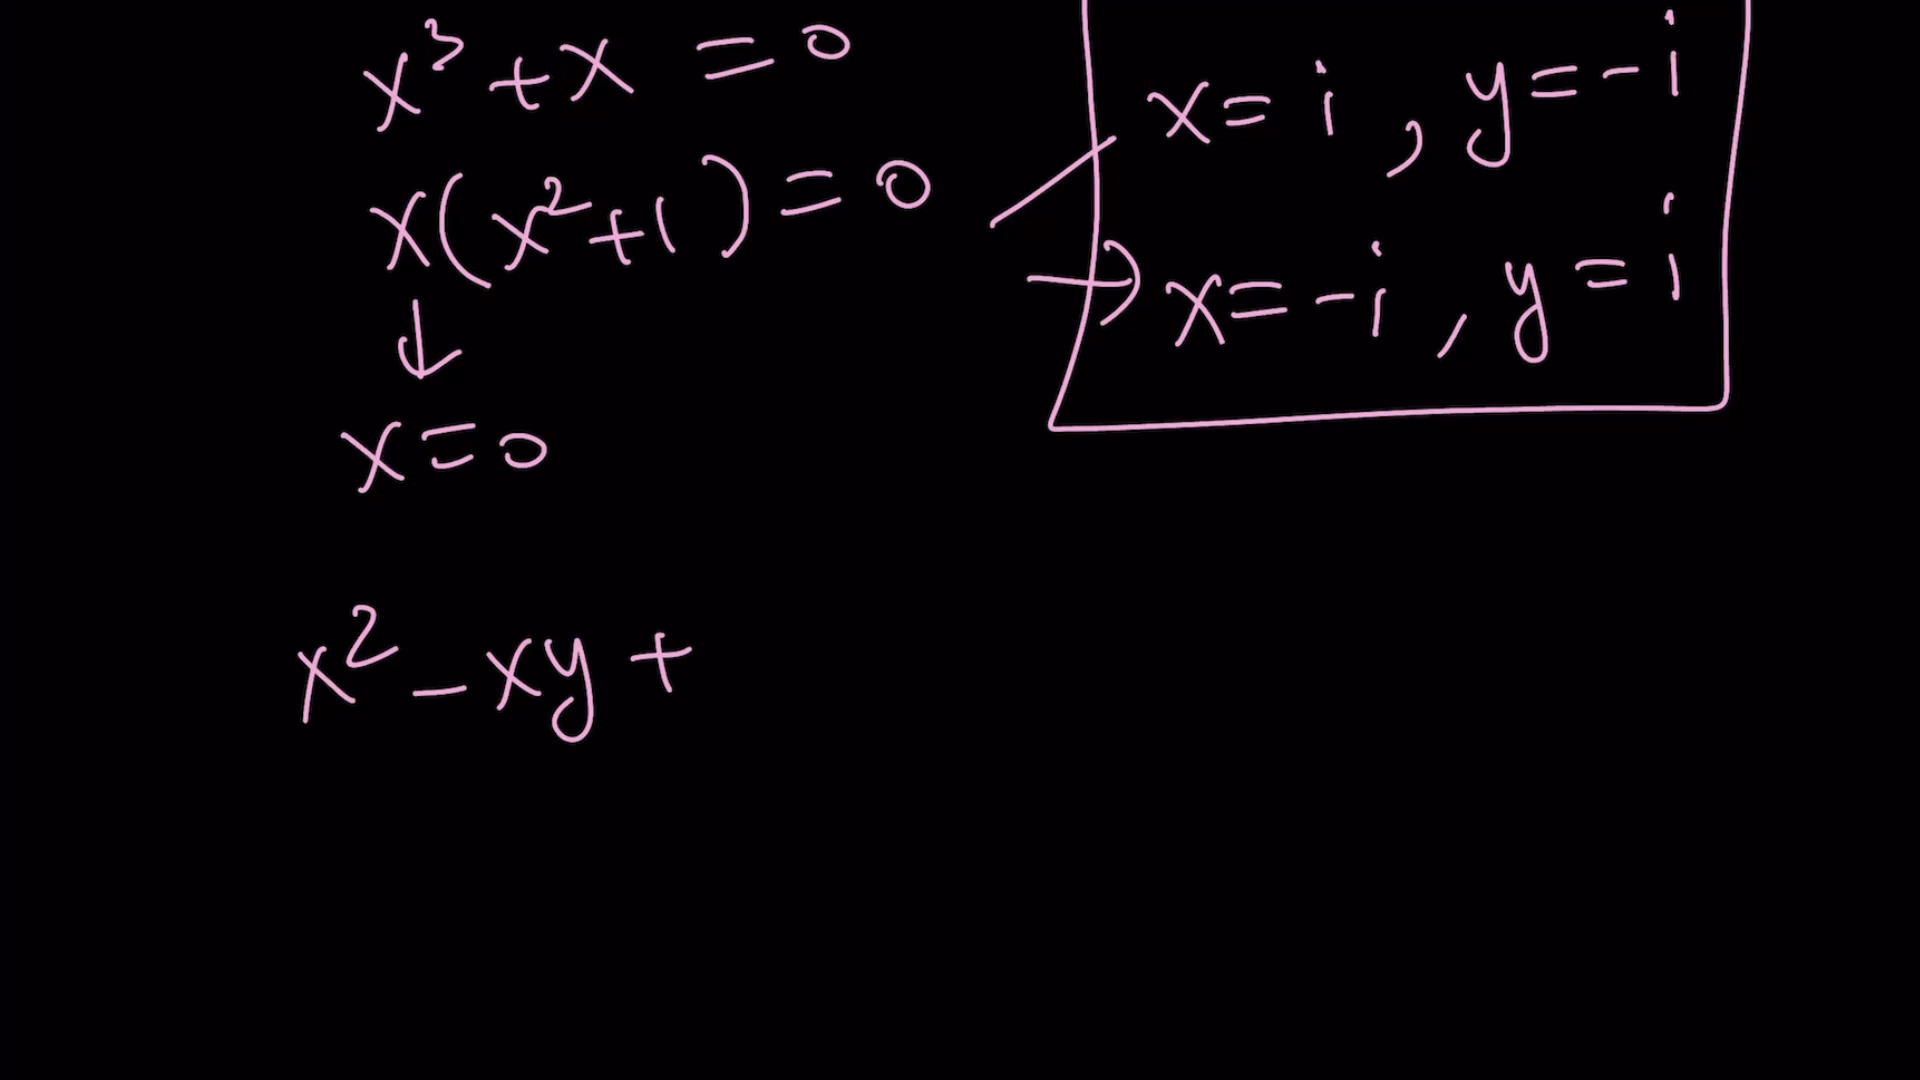 x³ + x = 0
x(x² + 1) = 0
x = 0
x = i , y = -i
x = -i , y = i
x² - xy +